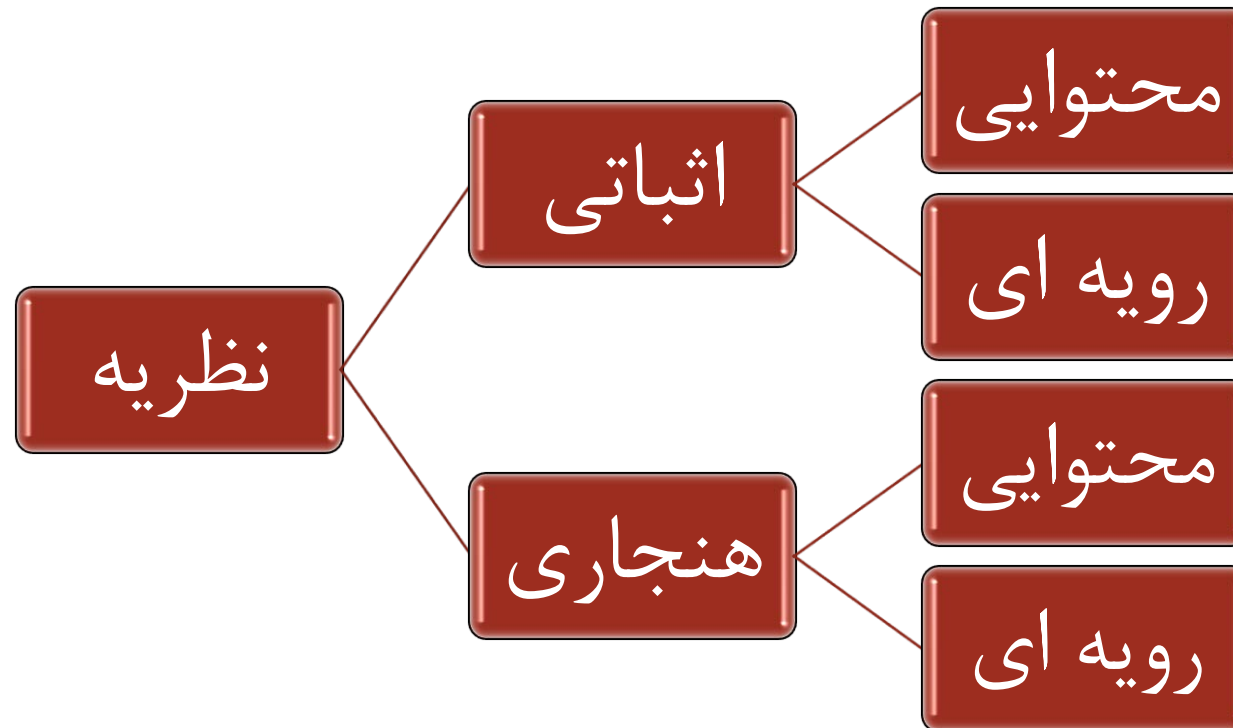 نظریه
اثباتی
محتوایی
رویه ای
هنجاری
محتوایی
رویه ای